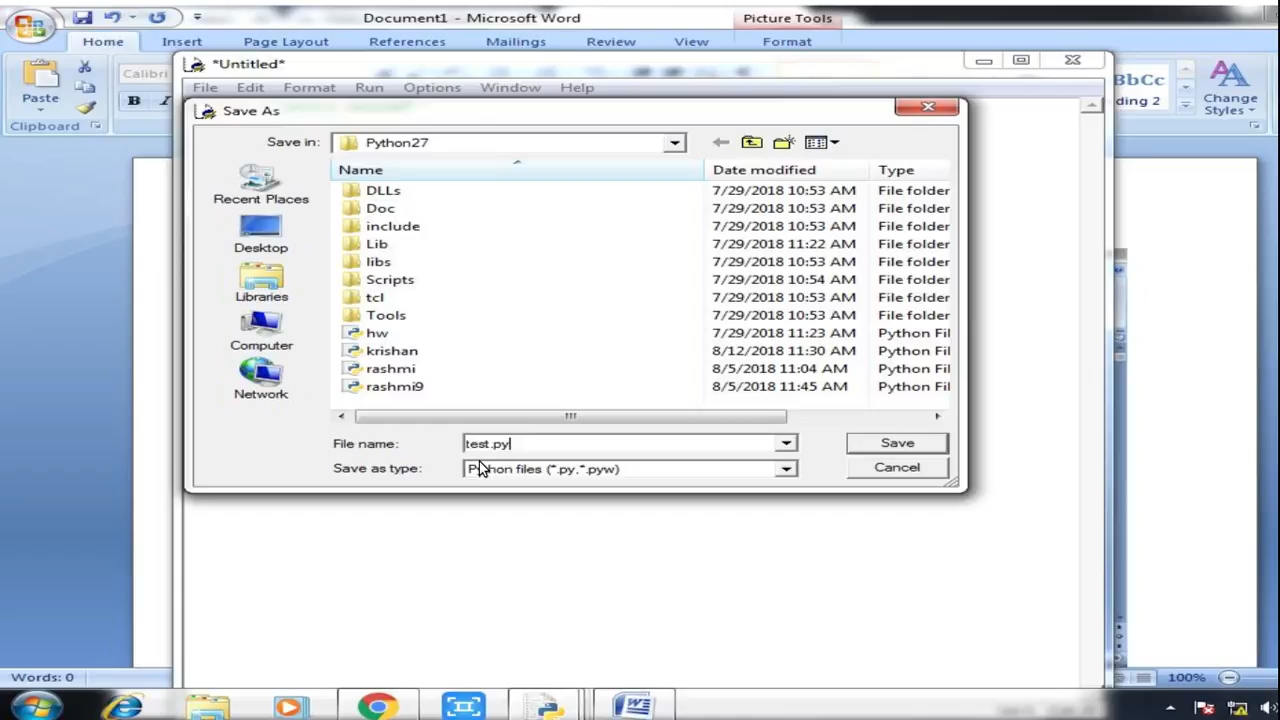 Document1 - Microsoft Word
Picture Tools
Home Insert Page Layout References Mailings Review View Format
Calibri
Paste
B I
Clipboard
BbCc
ding 2
Change
Styles
*Untitled*
File Edit Format Run Options Window Help
Save As
Save in: Python27
Name Date modified Type
Recent Places
Desktop
Libraries
Computer
Network
DLLs 7/29/2018 10:53 AM File folder
Doc 7/29/2018 10:53 AM File folder
include 7/29/2018 10:53 AM File folder
Lib 7/29/2018 11:22 AM File folder
libs 7/29/2018 10:53 AM File folder
Scripts 7/29/2018 10:54 AM File folder
tcl 7/29/2018 10:53 AM File folder
Tools 7/29/2018 10:53 AM File folder
hw 7/29/2018 11:23 AM Python Fil
krishan 8/12/2018 11:30 AM Python Fil
rashmi 8/5/2018 11:04 AM Python Fil
rashmi9 8/5/2018 11:45 AM Python Fil
File name: test.py Save
Save as type: Python files (*.py,*.pyw) Cancel
Words: 0 100%